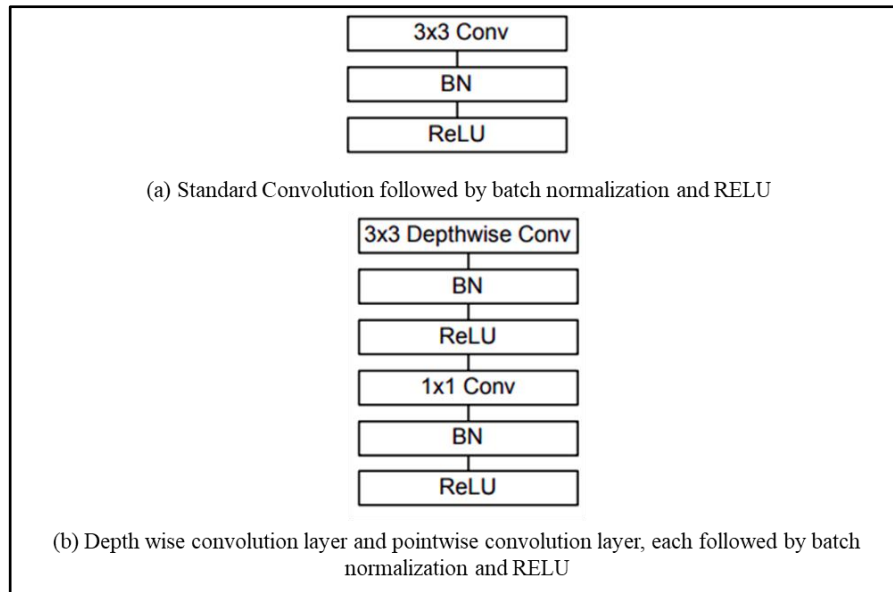 3x3 Conv
BN
ReLU
(a) Standard Convolution followed by batch normalization and RELU
3x3 Depthwise Conv
BN
ReLU
1x1 Conv
BN
ReLU
(b) Depth wise convolution layer and pointwise convolution layer, each followed by batch
normalization and RELU